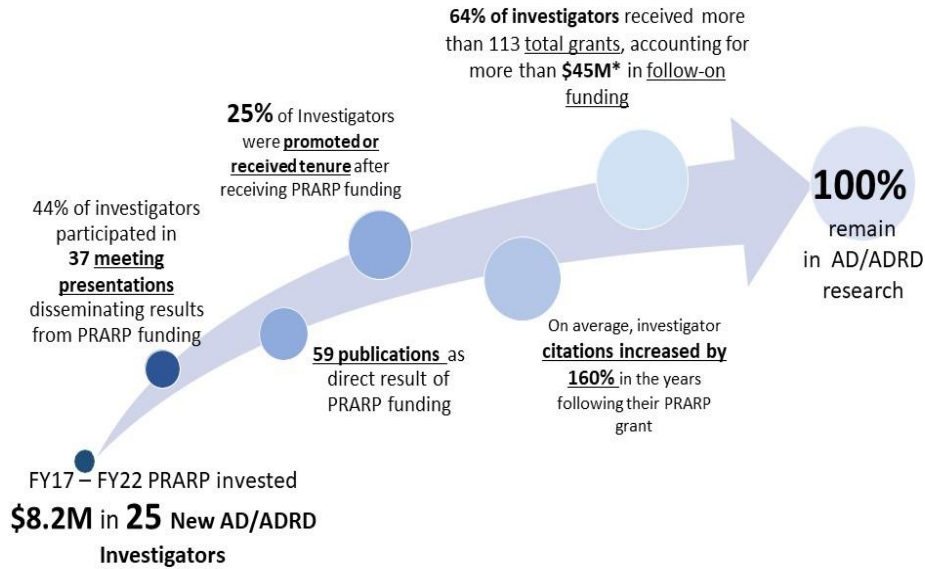 64% of investigators received more
than 113 total grants, accounting for
more than $45M* in follow-on
funding
25% of Investigators
were promoted or
received tenure after
receiving PRARP funding
100%
remain
in AD/ADRD
research
44% of investigators
participated in
37 meeting
presentations
disseminating results
from PRARP funding
59 publications as
direct result of
PRARP funding
On average, investigator
citations increased by
160% in the years
following their PRARP
grant
FY17 – FY22 PRARP invested
$8.2M in 25 New AD/ADRD
Investigators